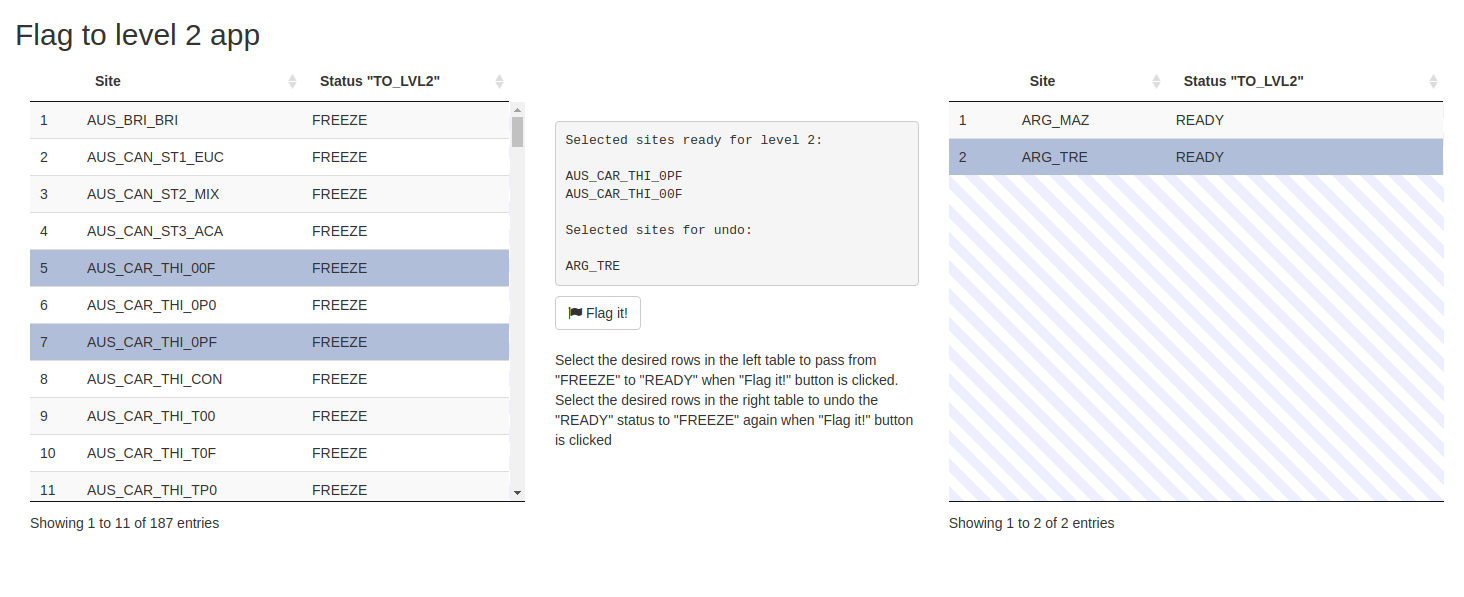 Flag to level 2 app
Site Status "TO_LVL2"
1 AUS_BRI_BRI FREEZE
2 AUS_CAN_ST1_EUC FREEZE
3 AUS_CAN_ST2_MIX FREEZE
4 AUS_CAN_ST3_ACA FREEZE
5 AUS_CAR_THI_00F FREEZE
6 AUS_CAR_THI_0P0 FREEZE
7 AUS_CAR_THI_0PF FREEZE
8 AUS_CAR_THI_CON FREEZE
9 AUS_CAR_THI_T00 FREEZE
10 AUS_CAR_THI_T0F FREEZE
11 AUS_CAR_THI_TP0 FREEZE
Showing 1 to 11 of 187 entries
Selected sites ready for level 2:
AUS_CAR_THI_0PF
AUS_CAR_THI_00F
Selected sites for undo:
ARG_TRE
Flag it!
Select the desired rows in the left table to pass from
"FREEZE" to "READY" when "Flag it!" button is clicked.
Select the desired rows in the right table to undo the
"READY" status to "FREEZE" again when "Flag it!" button
is clicked
Site Status "TO_LVL2"
1 ARG_MAZ READY
2 ARG_TRE READY
Showing 1 to 2 of 2 entries